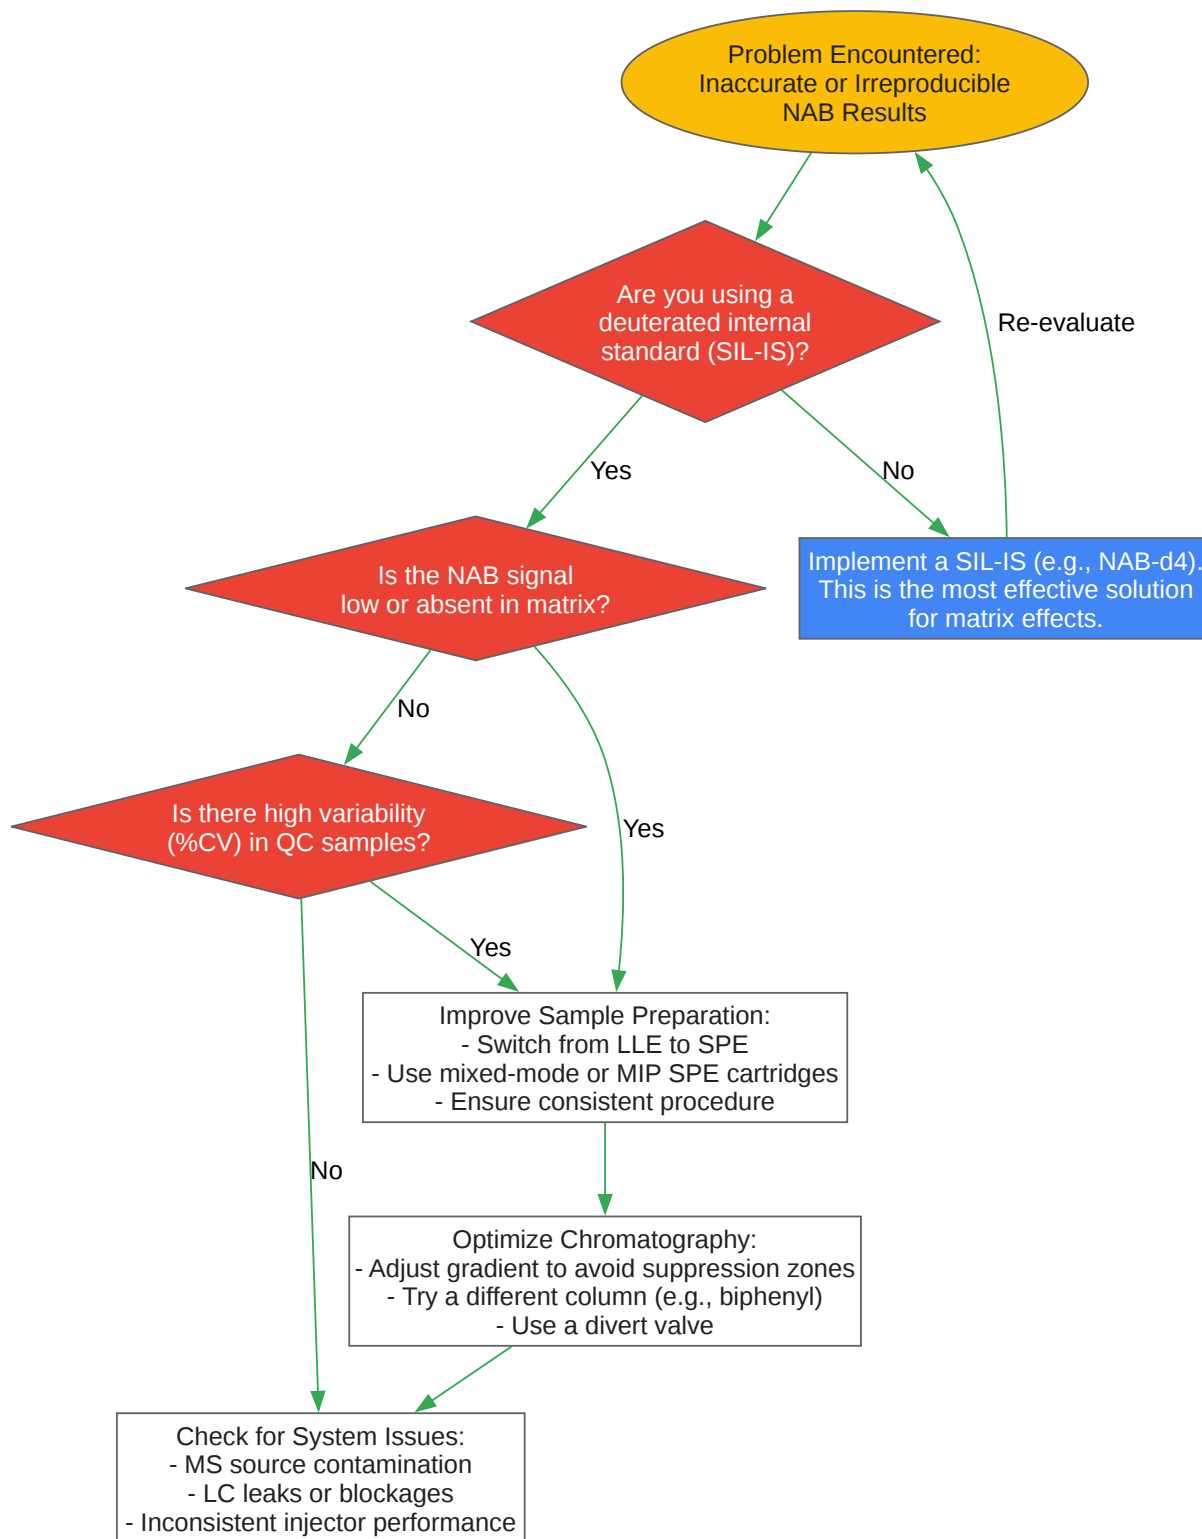 Problem Encountered:
Inaccurate or Irreproducible
NAB Results
Are you using a
deuterated internal
standard (SIL-IS)?
Re-evaluate
Yes
No
Is the NAB signal
low or absent in matrix?
Implement a SIL-IS (e.g., NAB-d4).
This is the most effective solution
for matrix effects.
No
Yes
Is there high variability
(%CV) in QC samples?
Yes
No
Improve Sample Preparation:
- Switch from LLE to SPE
- Use mixed-mode or MIP SPE cartridges
- Ensure consistent procedure
Optimize Chromatography:
- Adjust gradient to avoid suppression zones
- Try a different column (e.g., biphenyl)
- Use a divert valve
Check for System Issues:
- MS source contamination
- LC leaks or blockages
- Inconsistent injector performance